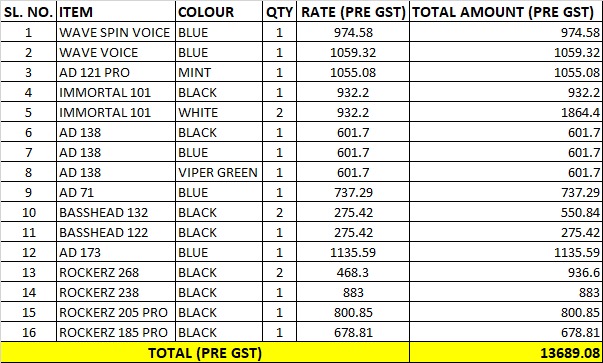 SL. NO. ITEM COLOUR QTY RATE (PRE GST) TOTAL AMOUNT (PRE GST)
1 WAVE SPIN VOICE BLUE 1 974.58 974.58
2 WAVE VOICE BLUE 1 1059.32 1059.32
3 AD 121 PRO MINT 1 1055.08 1055.08
4 IMMORTAL 101 BLACK 1 932.2 932.2
5 IMMORTAL 101 WHITE 2 932.2 1864.4
6 AD 138 BLACK 1 601.7 601.7
7 AD 138 BLUE 1 601.7 601.7
8 AD 138 VIPER GREEN 1 601.7 601.7
9 AD 71 BLUE 1 737.29 737.29
10 BASSHEAD 132 BLACK 2 275.42 550.84
11 BASSHEAD 122 BLACK 1 275.42 275.42
12 AD 173 BLUE 1 1135.59 1135.59
13 ROCKERZ 268 BLACK 2 468.3 936.6
14 ROCKERZ 238 BLACK 1 883 883
15 ROCKERZ 205 PRO BLACK 1 800.85 800.85
16 ROCKERZ 185 PRO BLACK 1 678.81 678.81
TOTAL (PRE GST) 13689.08